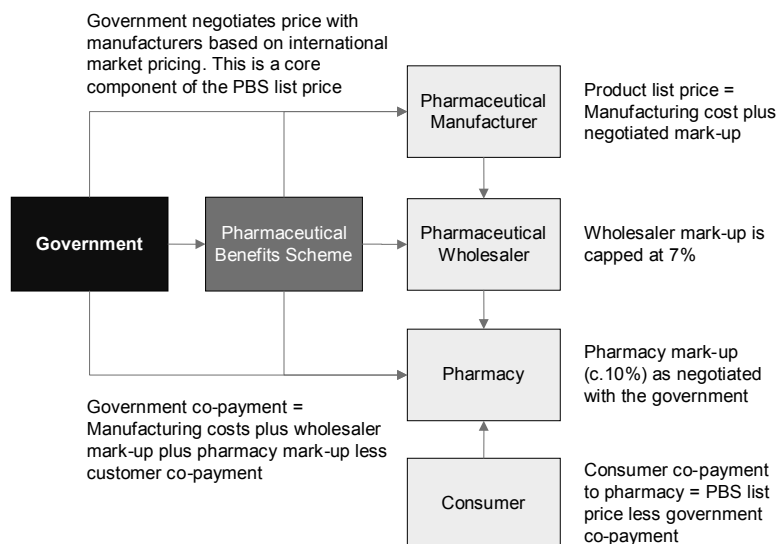 Government negotiates price with
manufacturers based on international
market pricing. This is a core
component of the PBS list price
Pharmaceutical
Manufacturer
Product list price =
Manufacturing cost plus
negotiated mark-up
Government
Pharmaceutical
Benefits Scheme
Pharmaceutical
Wholesaler
Wholesaler mark-up is
capped at 7%
Pharmacy
Pharmacy mark-up
(c.10%) as negotiated
with the government
Government co-payment =
Manufacturing costs plus wholesaler
mark-up plus pharmacy mark-up less
customer co-payment
Consumer
Consumer co-payment
to pharmacy = PBS list
price less government
co-payment